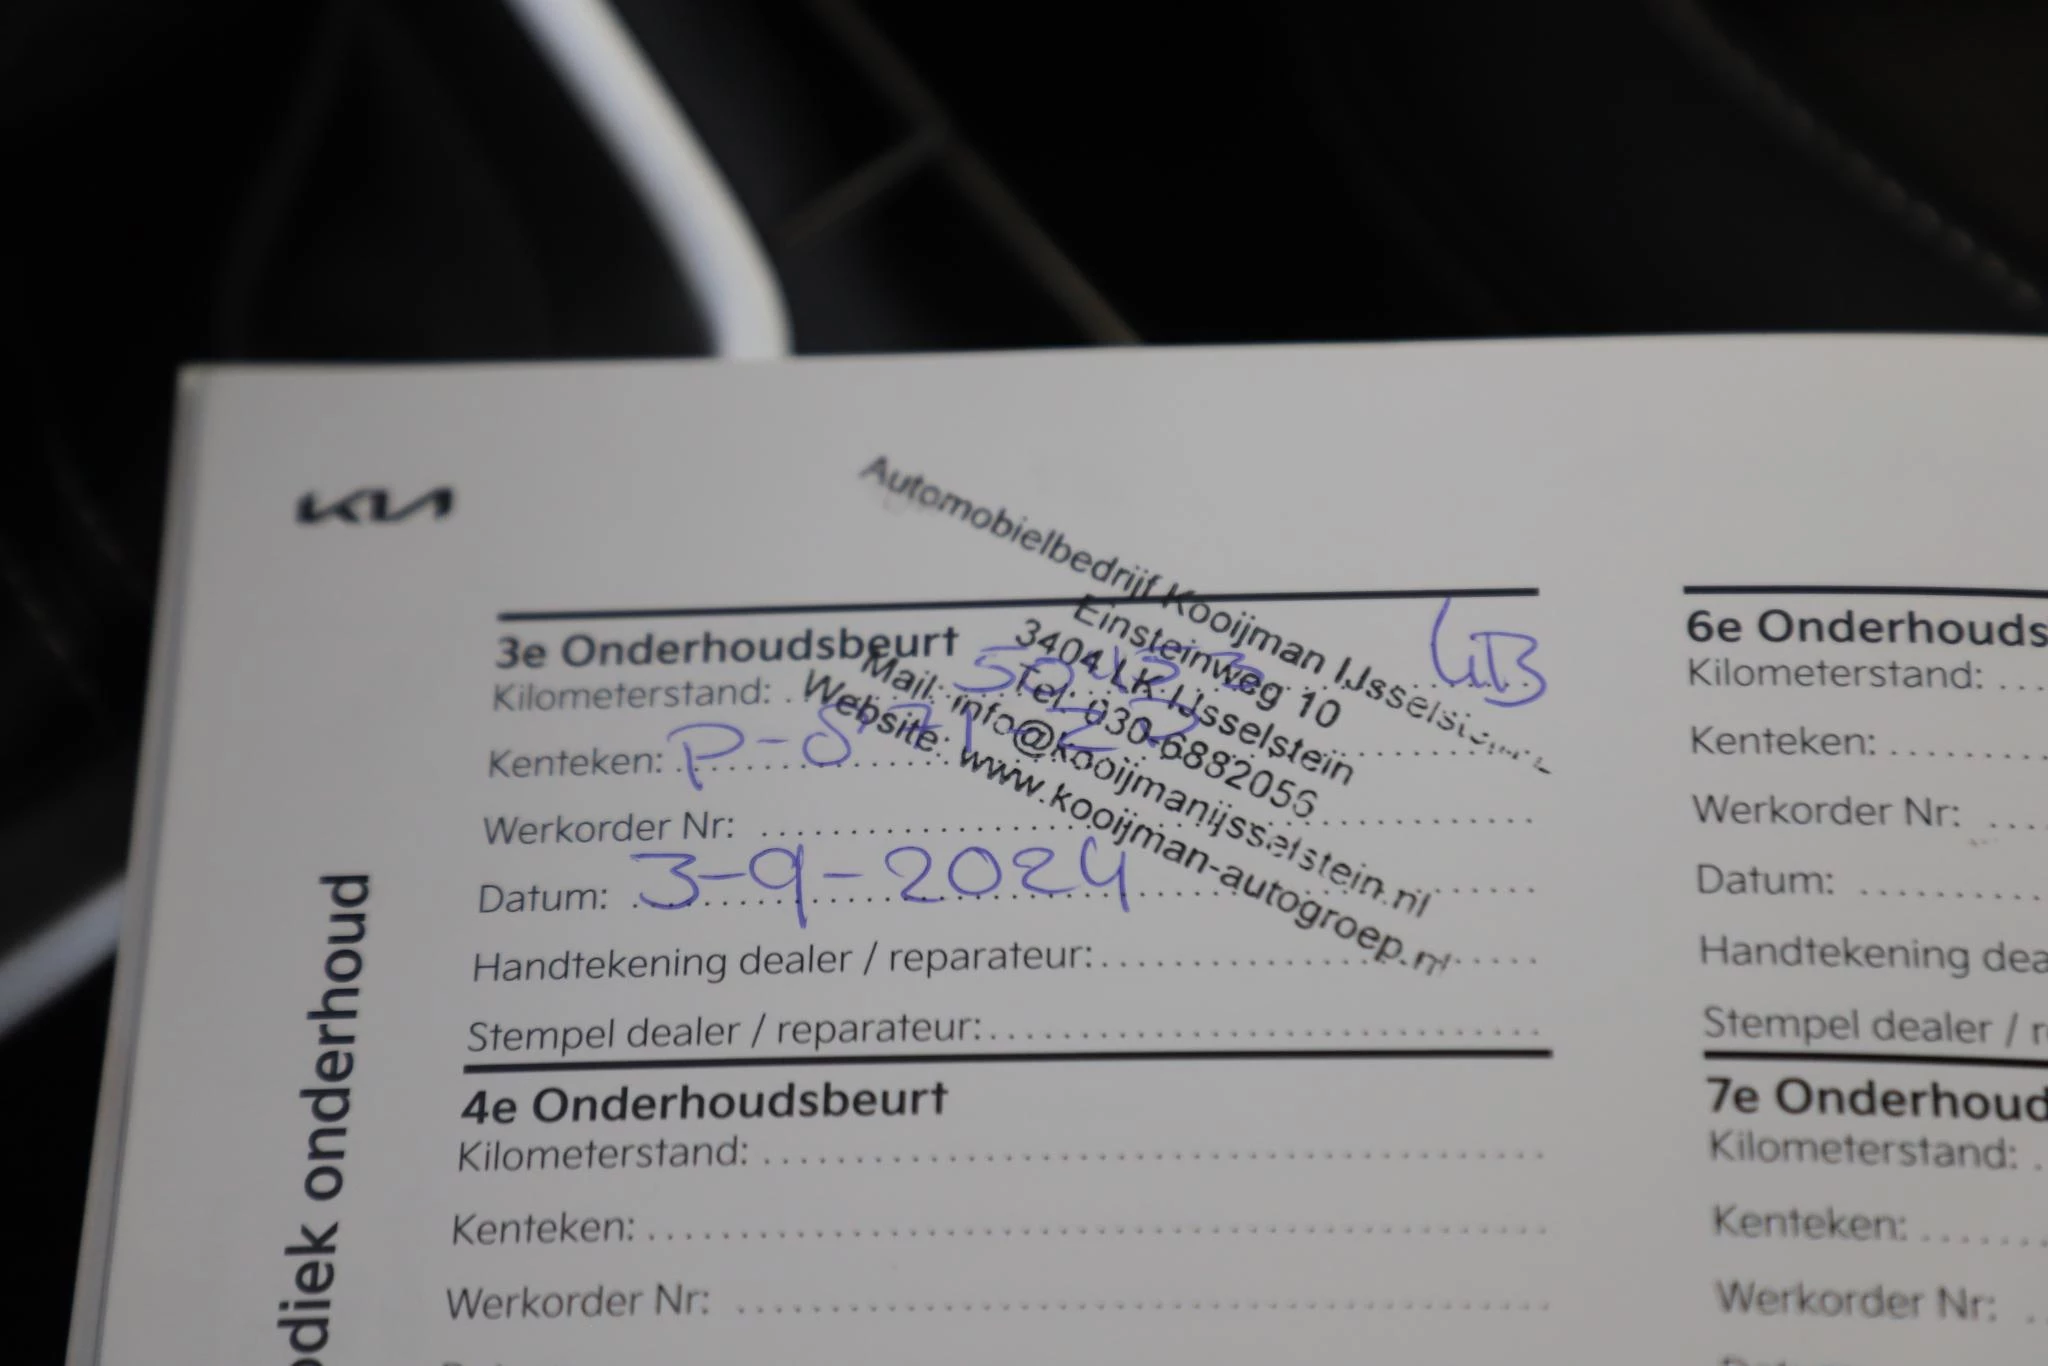 KIA
Automobielbedrijf Kooijman IJsselstein
Einsteinweg 10
3404 LK IJsselstein
Tel: 030-6882056
Mail: info@kooijmanijsselstein.nl
Website: www.kooijman-autogroep.nl
3e Onderhoudsbeurt
Kilometerstand:
GB
Kenteken: P-
Werkorder Nr:
Datum: 3-9-2024
Handtekening dealer / reparateur:
Stempel dealer / reparateur:
4e Onderhoudsbeurt
Kilometerstand:
Kenteken:
Werkorder Nr:
6e Onderhouds
Kilometerstand:
Kenteken:
Werkorder Nr:
Datum:
Handtekening dea
Stempel dealer / r
7e Onderhoud
Kilometerstand:
Kenteken:
Werkorder Nr:
odiek onderhoud